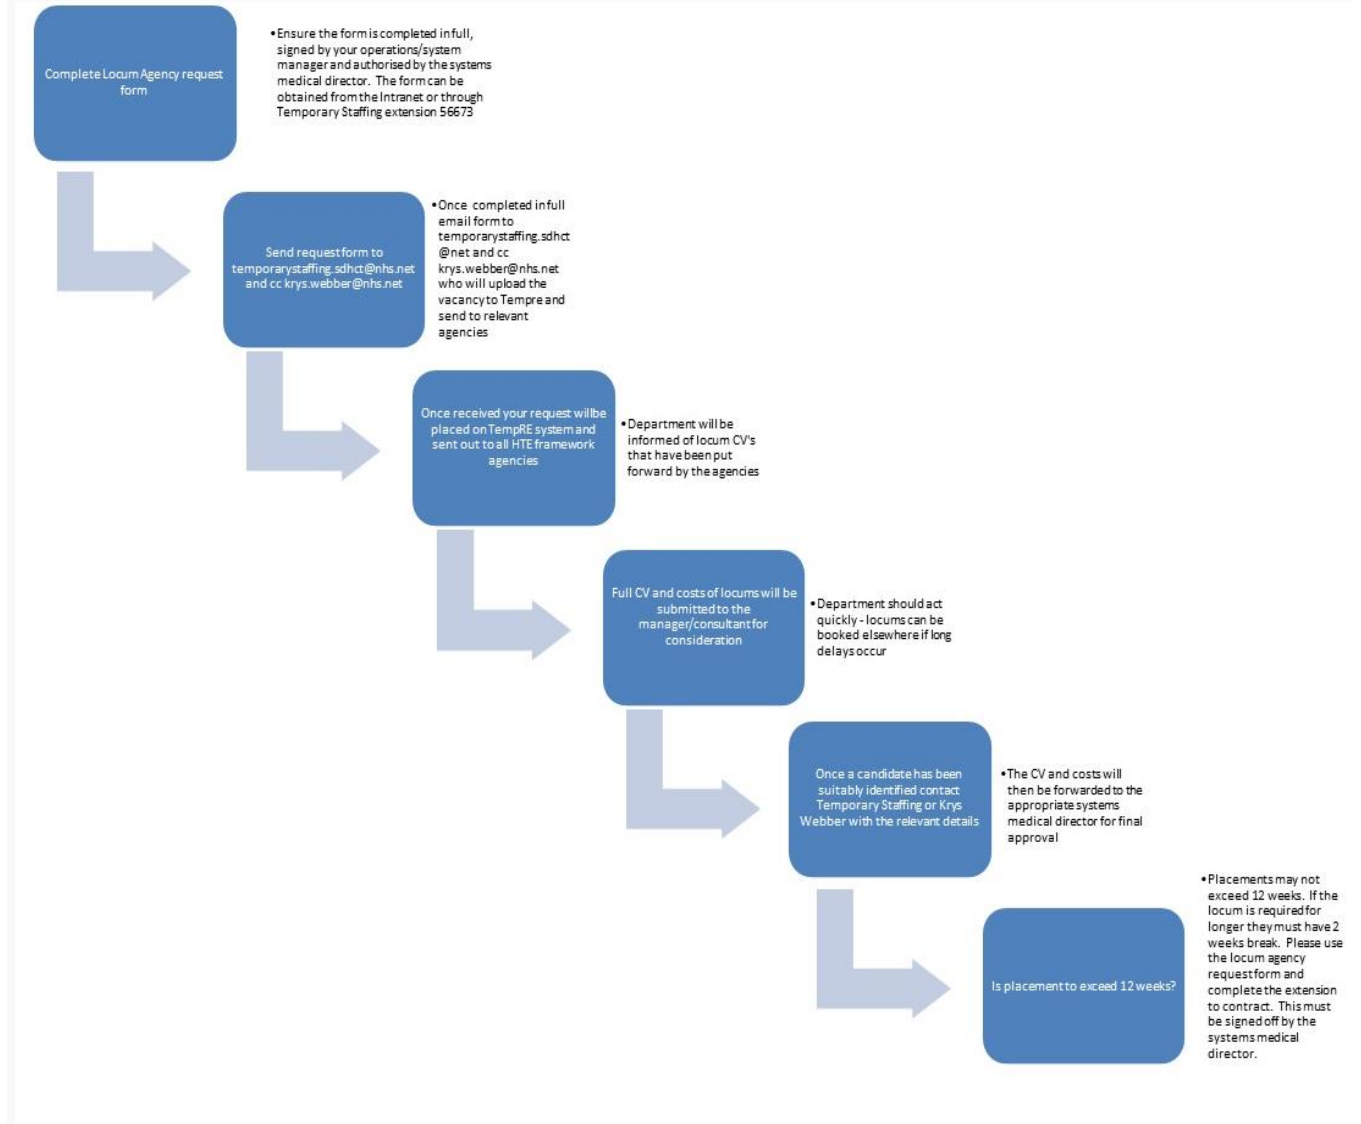 Complete Locum Agency request
form
•Ensure the form is completed in full,
signed by your operations/system
manager and authorised by the systems
medical director. The form can be
obtained from the Intranet or through
Temporary Staffing extension 56673
Send request form to
temporarystaffing.sdhct@nhs.net
and cc krys.webber@nhs.net
•Once completed in full
email form to
temporarystaffing.sdhct
@net and cc
krys.webber@nhs.net
who will upload the
vacancy to Tempre and
send to relevant
agencies
Once received your request will be
placed on TempRE system and
sent out to all HTE framework
agencies
•Department will be
informed of locum CV's
that have been put
forward by the agencies
Full CV and costs of locums will be
submitted to the
manager/consultant for
consideration
•Department should act
quickly - locums can be
booked elsewhere if long
delays occur
Once a candidate has been
suitably identified contact
Temporary Staffing or Krys
Webber with the relevant details
•The CV and costs will
then be forwarded to the
appropriate systems
medical director for final
approval
Is placement to exceed 12 weeks?
•Placements may not
exceed 12 weeks. If the
locum is required for
longer they must have 2
weeks break. Please use
the locum agency
request form and
complete the extension
to contract. This must
be signed off by the
systems medical
director.